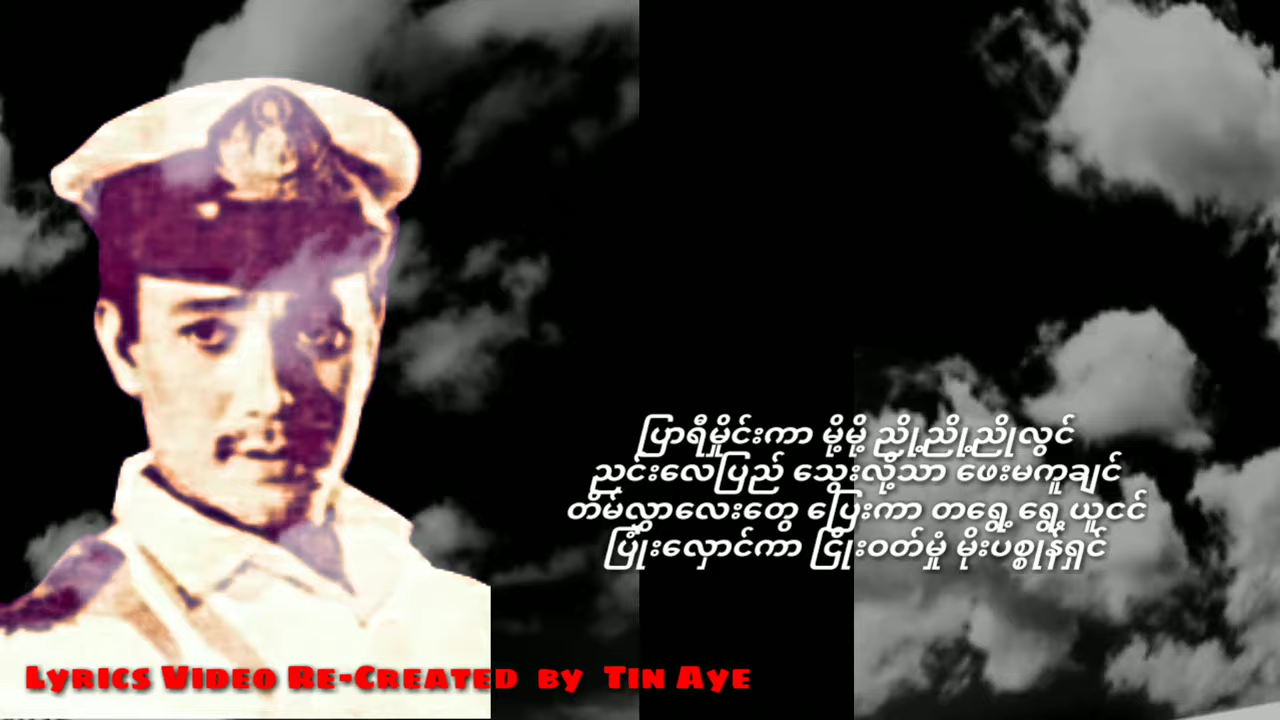 ပြာရီမှိုင်းကာ မို့မို့ ညို့ညို့ညိုလွင်
ညင်းလေပြည် သွေးလို့သာ ဖေးမကူချင်
တိမ်လွှာလေးတွေ ပြေးကာ တရွေ့ ရွေ့ ယူငင်
ပြုံးလှောင်ကာ ငြိုးဝတ်မှုံ မိုးပစ္စုန်ရှင်
Lyrics Video Re-Created by Tin Aye